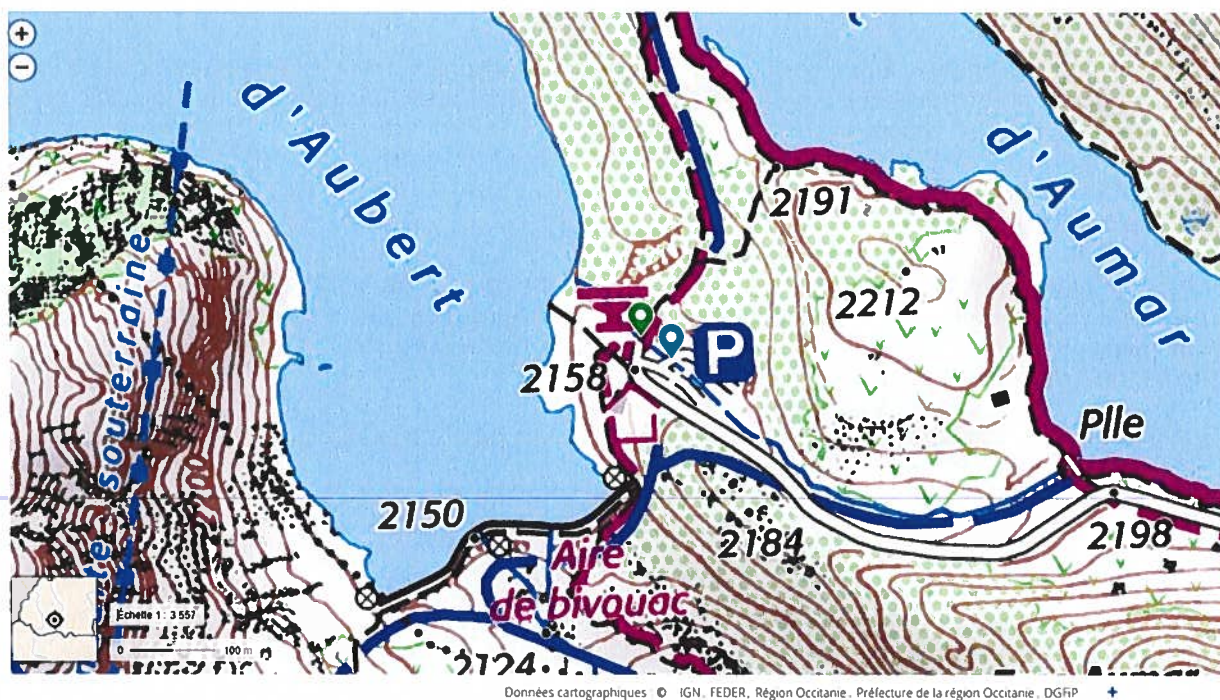 +
−
d'Aubert
d'Aumar
souterraine
2191
2212
P
2158
Plle
2150
2184
2198
Aire
de bivouac
2124
Échelle 1 : 3 557
0 100 m
Données cartographiques : © IGN, FEDER, Région Occitanie, Préfecture de la région Occitanie, DGFiP +